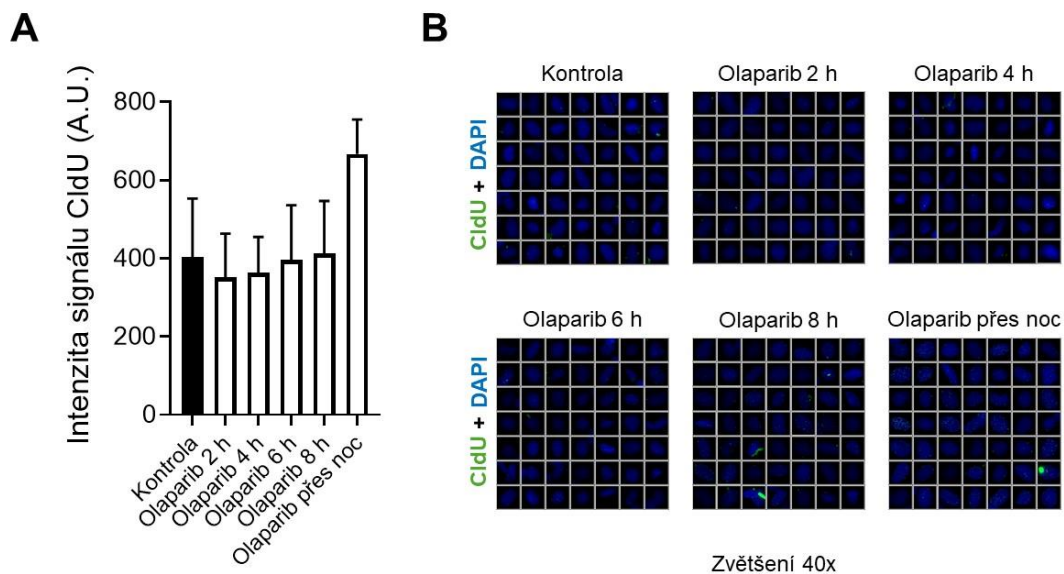 A
Intenzita signálu CldU (A.U.)
800
600
400
200
0
Kontrola
Olaparib 2 h
Olaparib 4 h
Olaparib 6 h
Olaparib 8 h
Olaparib přes noc
B
Kontrola
Olaparib 2 h
Olaparib 4 h
CldU + DAPI
Olaparib 6 h
Olaparib 8 h
Olaparib přes noc
CldU + DAPI
Zvětšení 40x